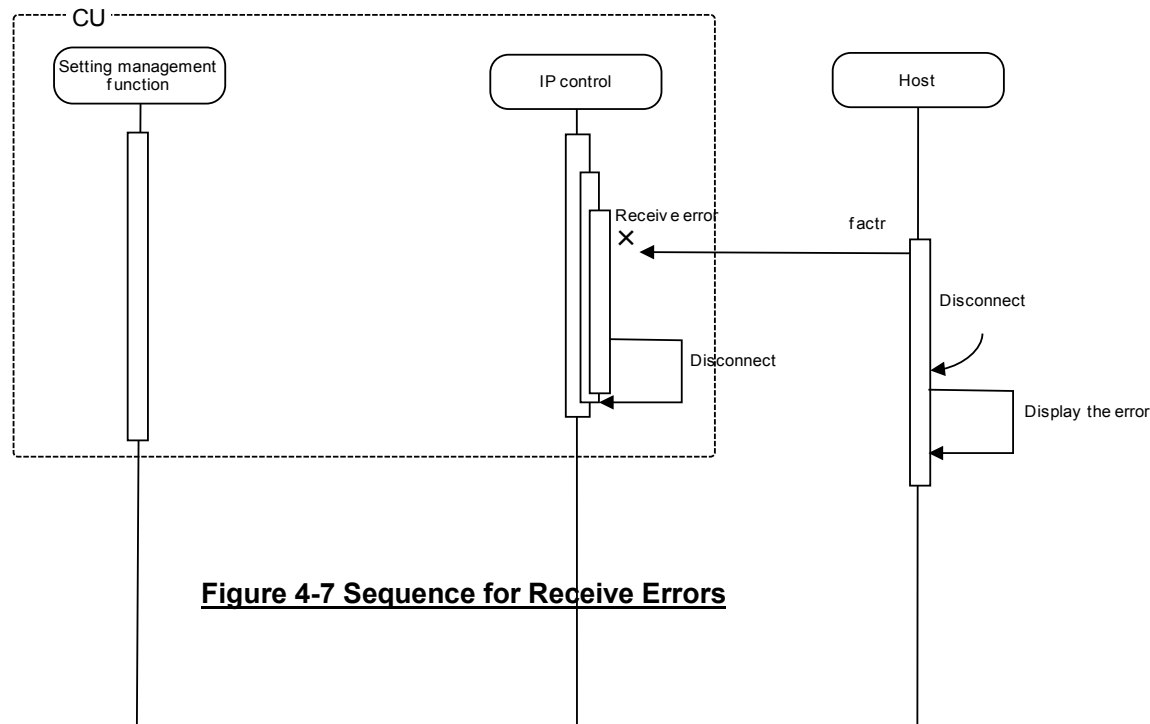 CU
Setting management
function
IP control
Host
Receive error
factr
Disconnect
Disconnect
Display the error
Figure 4-7 Sequence for Receive Errors